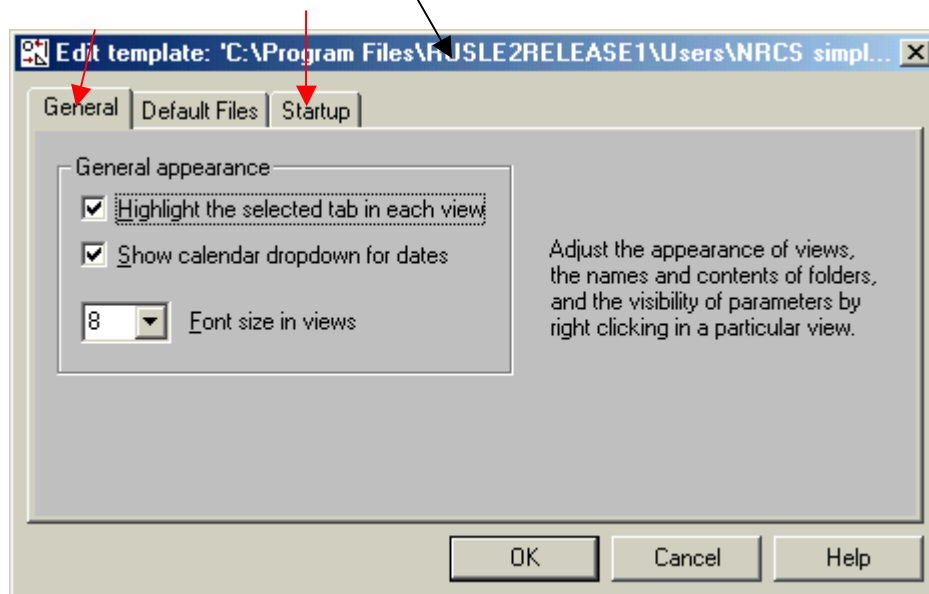 Edit template: 'C:\Program Files\RUSLE2RELEASE1\Users\NRCS simpl...
General Default Files Startup
General appearance
Highlight the selected tab in each view
Show calendar dropdown for dates
8 Font size in views
Adjust the appearance of views,
the names and contents of folders,
and the visibility of parameters by
right clicking in a particular view.
OK Cancel Help